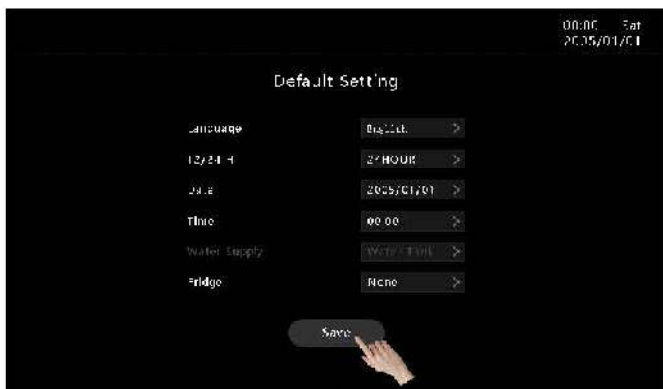 00:00 Sat
2005/01/01
Default Setting
Language English >
12/24 H 24HOUR >
Date 2005/01/01 >
Time 00:00 >
Water Supply Water Tank >
Fridge None >
Save